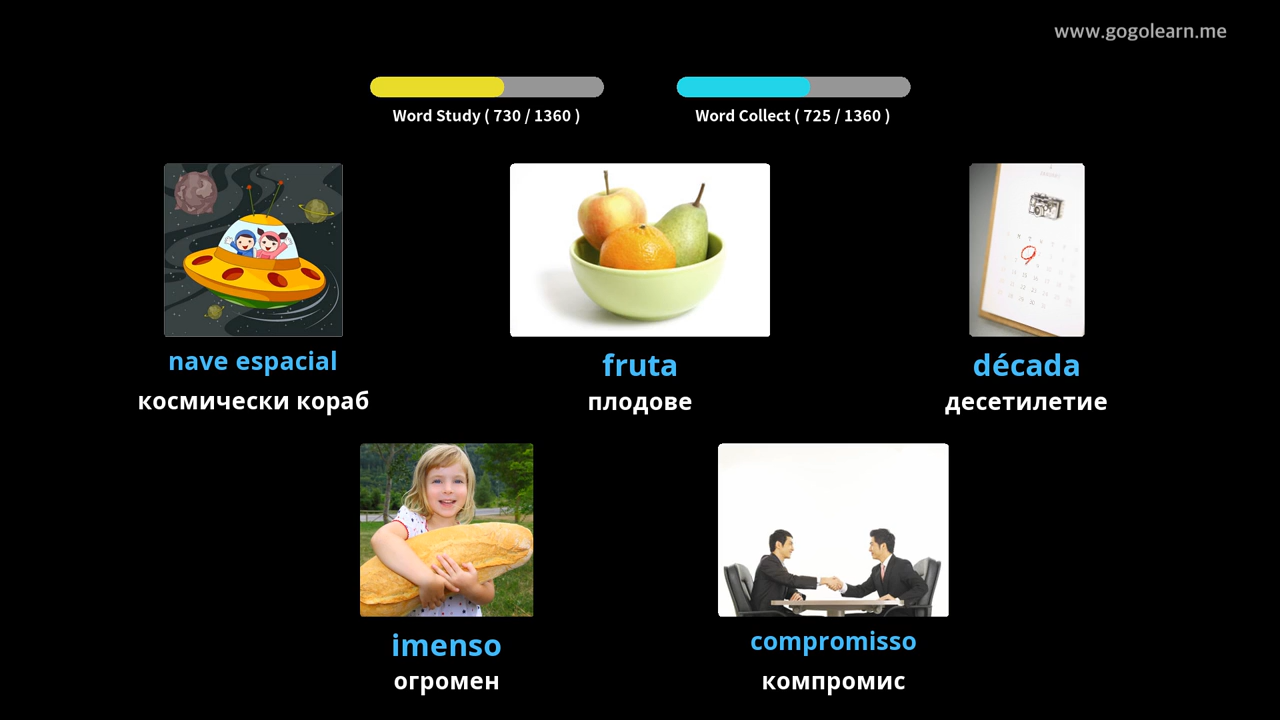 www.gogolearn.me
Word Study ( 730 / 1360 )
Word Collect ( 725 / 1360 )
nave espacial
космически кораб
fruta
плодове
década
десетилетие
imenso
огромен
compromisso
компромис